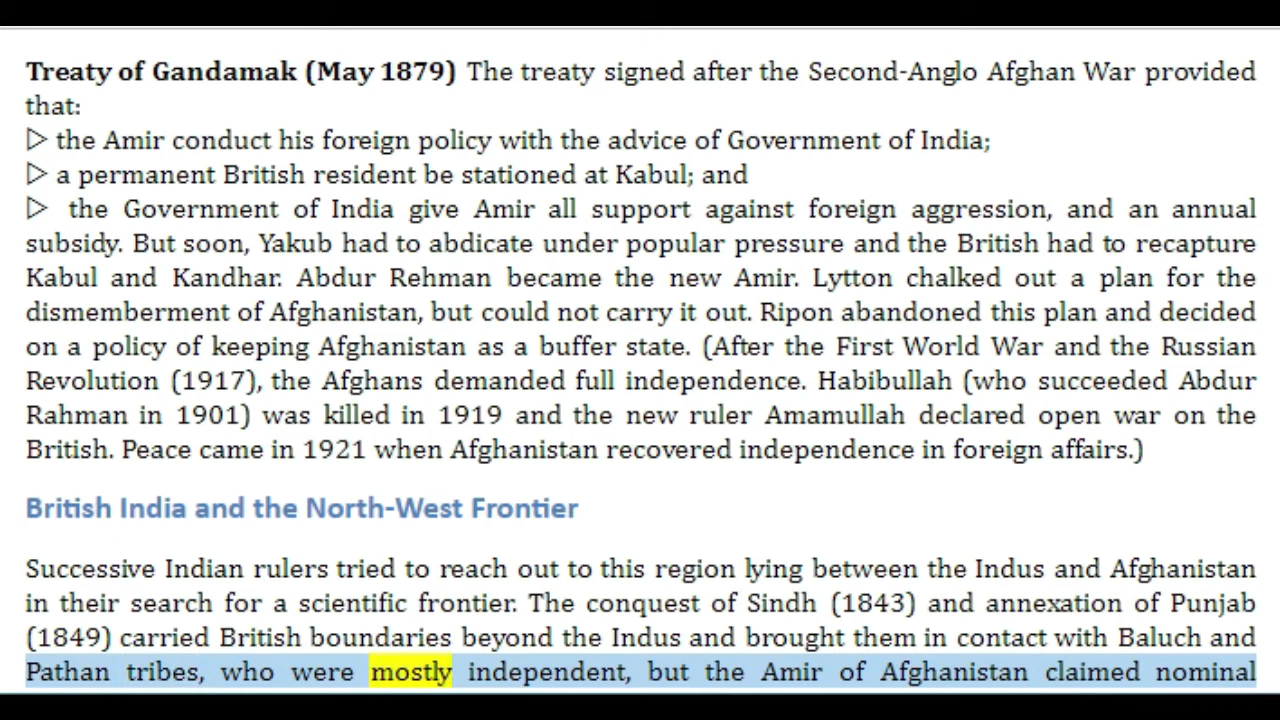 Treaty of Gandamak (May 1879) The treaty signed after the Second-Anglo Afghan War provided
that:
▷ the Amir conduct his foreign policy with the advice of Government of India;
▷ a permanent British resident be stationed at Kabul; and
▷ the Government of India give Amir all support against foreign aggression, and an annual
subsidy. But soon, Yakub had to abdicate under popular pressure and the British had to recapture
Kabul and Kandhar. Abdur Rehman became the new Amir. Lytton chalked out a plan for the
dismemberment of Afghanistan, but could not carry it out. Ripon abandoned this plan and decided
on a policy of keeping Afghanistan as a buffer state. (After the First World War and the Russian
Revolution (1917), the Afghans demanded full independence. Habibullah (who succeeded Abdur
Rahman in 1901) was killed in 1919 and the new ruler Amamullah declared open war on the
British. Peace came in 1921 when Afghanistan recovered independence in foreign affairs.)
British India and the North-West Frontier
Successive Indian rulers tried to reach out to this region lying between the Indus and Afghanistan
in their search for a scientific frontier. The conquest of Sindh (1843) and annexation of Punjab
(1849) carried British boundaries beyond the Indus and brought them in contact with Baluch and
Pathan tribes, who were mostly independent, but the Amir of Afghanistan claimed nominal